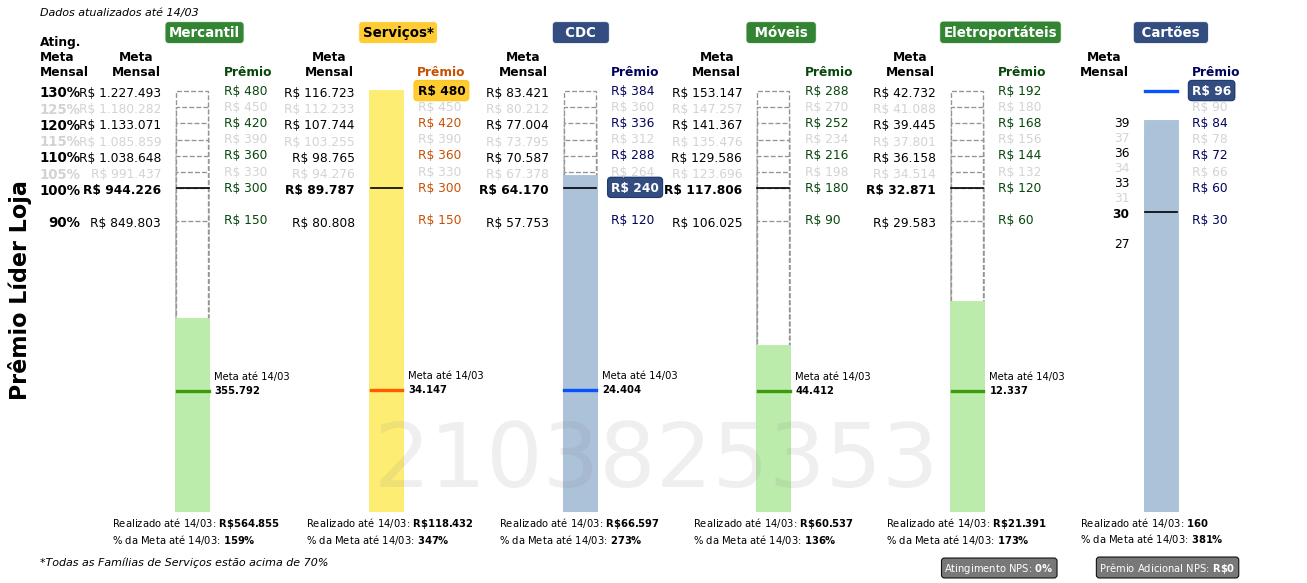 Dados atualizados até 14/03
Mercantil Serviços* CDC Móveis Eletroportáteis Cartões
Ating. Meta Mensal
Meta Mensal Prêmio Meta Mensal Prêmio Meta Mensal Prêmio Meta Mensal Prêmio Meta Mensal Prêmio Meta Mensal Prêmio
130% R$ 1.227.493 R$ 480 R$ 116.723 R$ 480 R$ 83.421 R$ 384 R$ 153.147 R$ 288 R$ 42.732 R$ 192 R$ 96
125% R$ 1.180.282 R$ 450 R$ 112.233 R$ 450 R$ 80.212 R$ 360 R$ 147.257 R$ 270 R$ 41.088 R$ 180 R$ 90
120% R$ 1.133.071 R$ 420 R$ 107.744 R$ 420 R$ 77.004 R$ 336 R$ 141.367 R$ 252 R$ 39.445 R$ 168 39 R$ 84
115% R$ 1.085.859 R$ 390 R$ 103.255 R$ 390 R$ 73.795 R$ 312 R$ 135.476 R$ 234 R$ 37.801 R$ 156 37 R$ 78
110% R$ 1.038.648 R$ 360 R$ 98.765 R$ 360 R$ 70.587 R$ 288 R$ 129.586 R$ 216 R$ 36.158 R$ 144 36 R$ 72
105% R$ 991.437 R$ 330 R$ 94.276 R$ 330 R$ 67.378 R$ 264 R$ 123.696 R$ 198 R$ 34.514 R$ 132 34 R$ 66
100% R$ 944.226 R$ 300 R$ 89.787 R$ 300 R$ 64.170 R$ 240 R$ 117.806 R$ 180 R$ 32.871 R$ 120 33 R$ 60
31
30
90% R$ 849.803 R$ 150 R$ 80.808 R$ 150 R$ 57.753 R$ 120 R$ 106.025 R$ 90 R$ 29.583 R$ 60 R$ 30
27
Prêmio Líder Loja
Meta até 14/03 Meta até 14/03 Meta até 14/03 Meta até 14/03 Meta até 14/03
355.792 34.147 24.404 44.412 12.337
2103825353
Realizado até 14/03: R$564.855 Realizado até 14/03: R$118.432 Realizado até 14/03: R$66.597 Realizado até 14/03: R$60.537 Realizado até 14/03: R$21.391 Realizado até 14/03: 160
% da Meta até 14/03: 159% % da Meta até 14/03: 347% % da Meta até 14/03: 273% % da Meta até 14/03: 136% % da Meta até 14/03: 173% % da Meta até 14/03: 381%
*Todas as Famílias de Serviços estão acima de 70%
Atingimento NPS: 0% Prêmio Adicional NPS: R$0